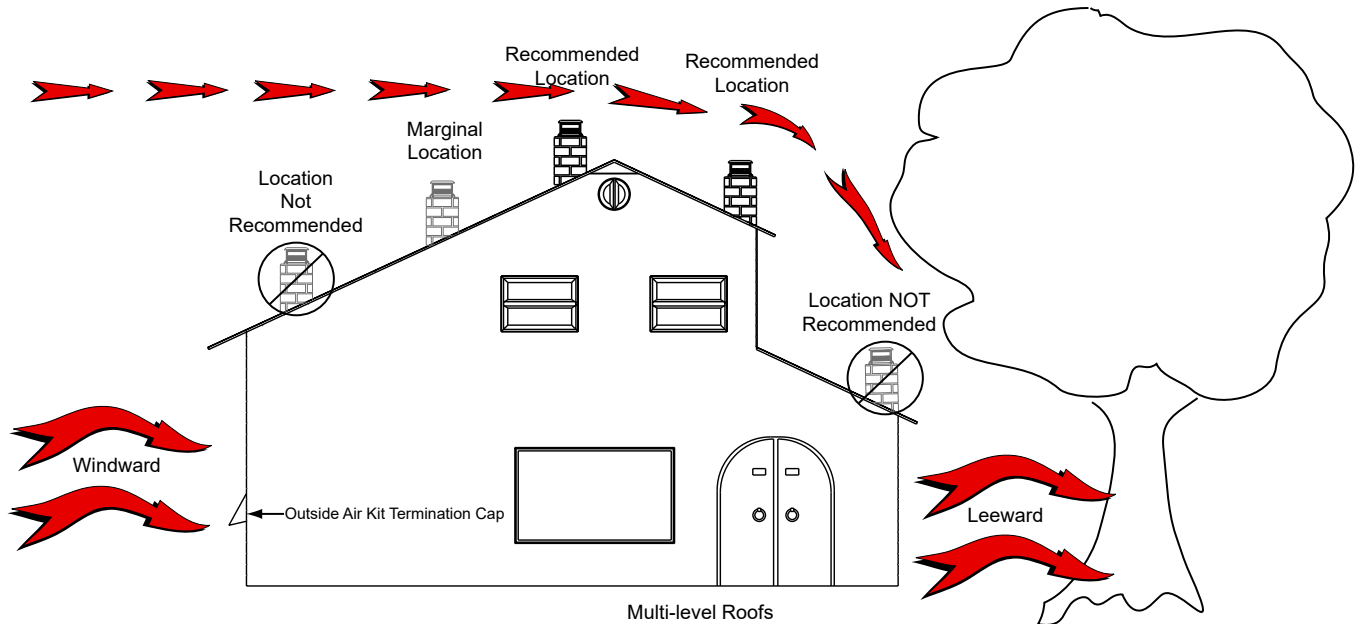 Recommended
Location
Recommended
Location
Marginal
Location
Location
Not
Recommended
Location NOT
Recommended
Windward
Outside Air Kit Termination Cap
Leeward
Multi-level Roofs